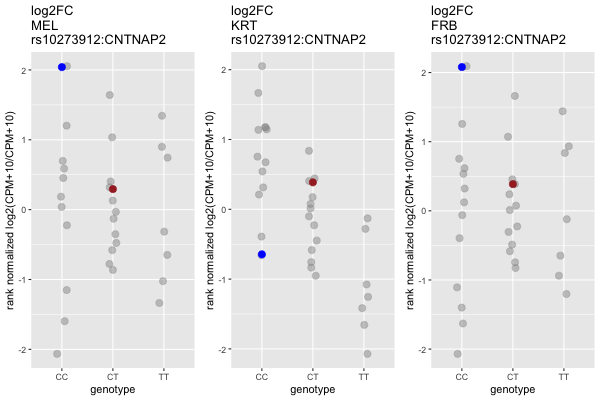 log2FC
MEL
rs10273912:CNTNAP2
rank normalized log2(CPM+10/CPM+10)
2
1
0
-1
-2
CC
CT
TT
genotype
log2FC
KRT
rs10273912:CNTNAP2
rank normalized log2(CPM+10/CPM+10)
2
1
0
-1
-2
CC
CT
TT
genotype
log2FC
FRB
rs10273912:CNTNAP2
rank normalized log2(CPM+10/CPM+10)
2
1
0
-1
-2
CC
CT
TT
genotype